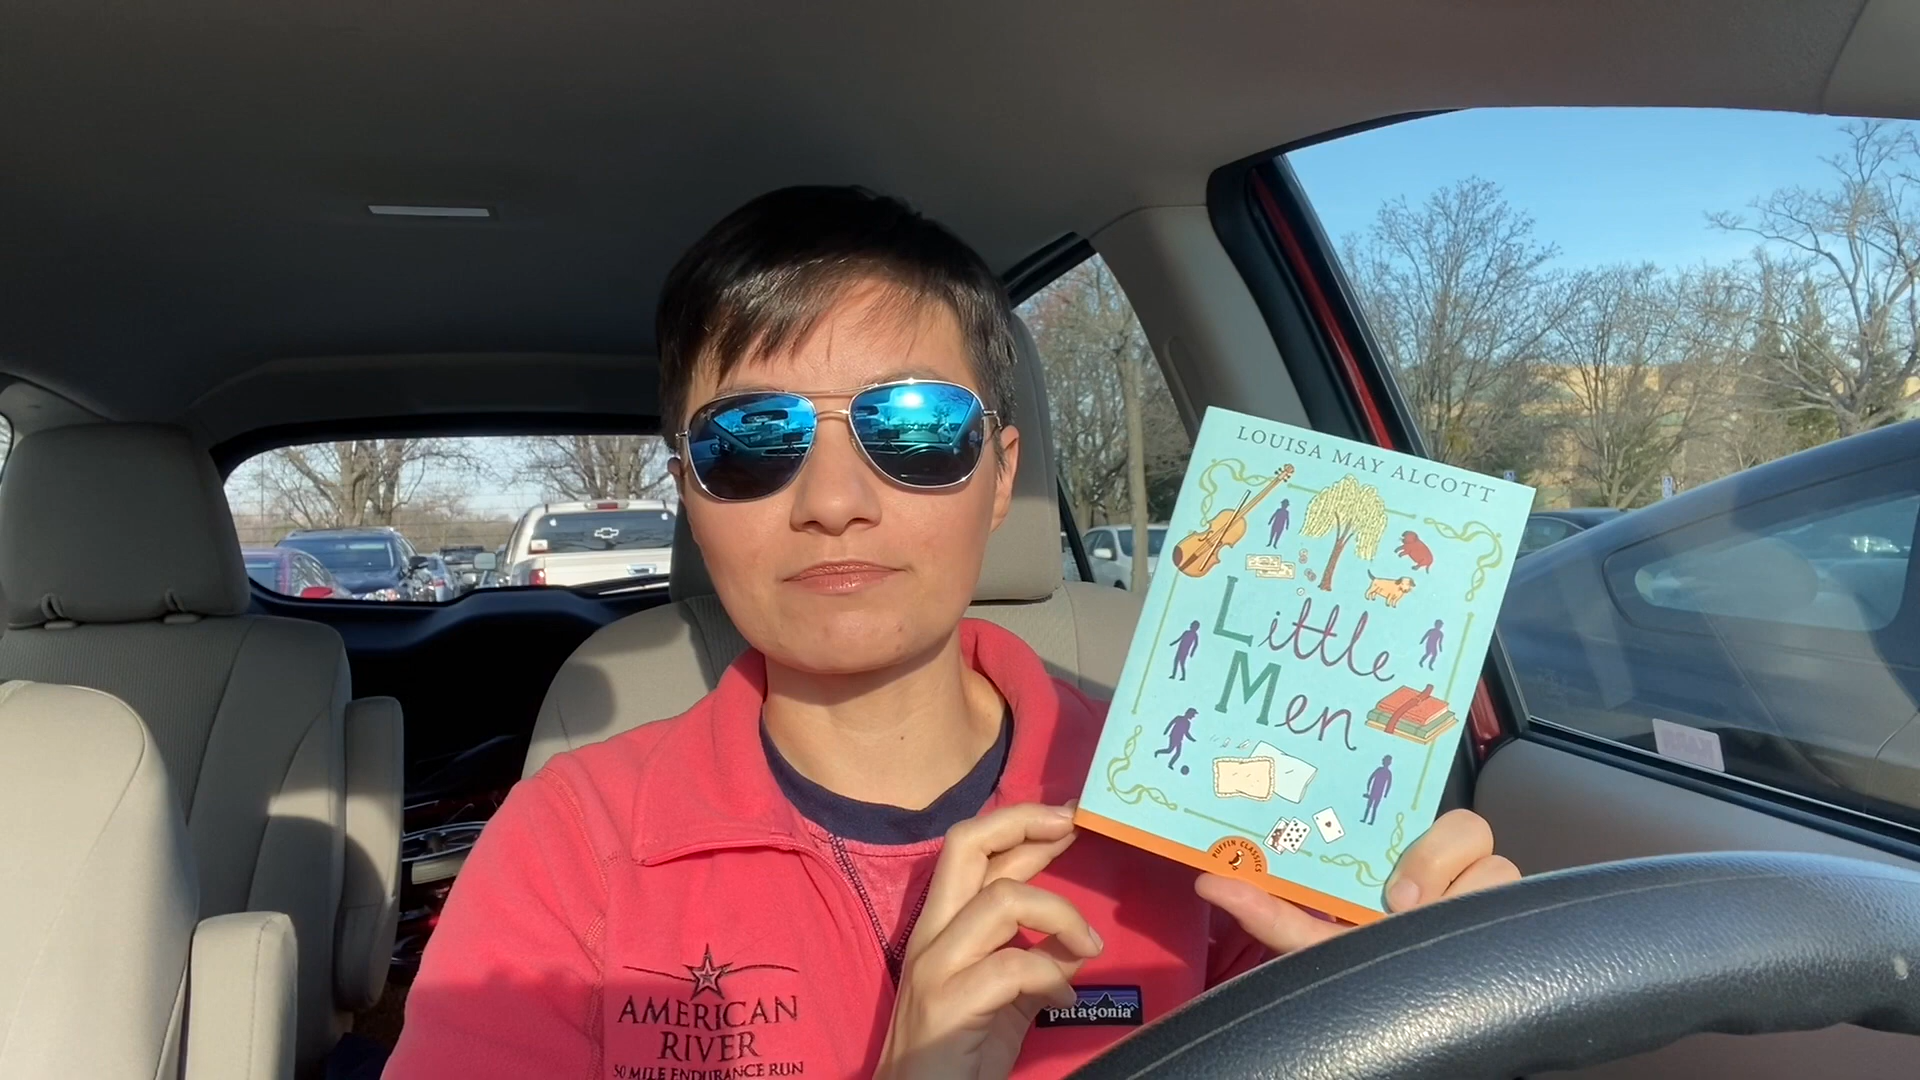 LOUISA MAY ALCOTT
Little
Men
PUFFIN CLASSICS
AMERICAN
RIVER
50 MILE ENDURANCE RUN
patagonia